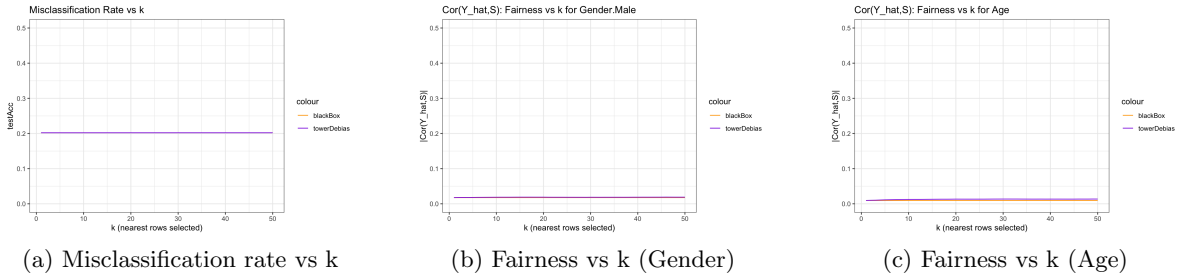 Misclassification Rate vs k
0.5
0.4
0.3
0.2
0.1
0.0
testAcc
0 10 20 30 40 50
k (nearest rows selected)
colour
blackBox
towerDebias
(a) Misclassification rate vs k
Cor(Y_hat,S): Fairness vs k for Gender.Male
0.5
0.4
0.3
0.2
0.1
0.0
|Cor(Y_hat,S)|
0 10 20 30 40 50
k (nearest rows selected)
colour
blackBox
towerDebias
(b) Fairness vs k (Gender)
Cor(Y_hat,S): Fairness vs k for Age
0.5
0.4
0.3
0.2
0.1
0.0
|Cor(Y_hat,S)|
0 10 20 30 40 50
k (nearest rows selected)
colour
blackBox
towerDebias
(c) Fairness vs k (Age)